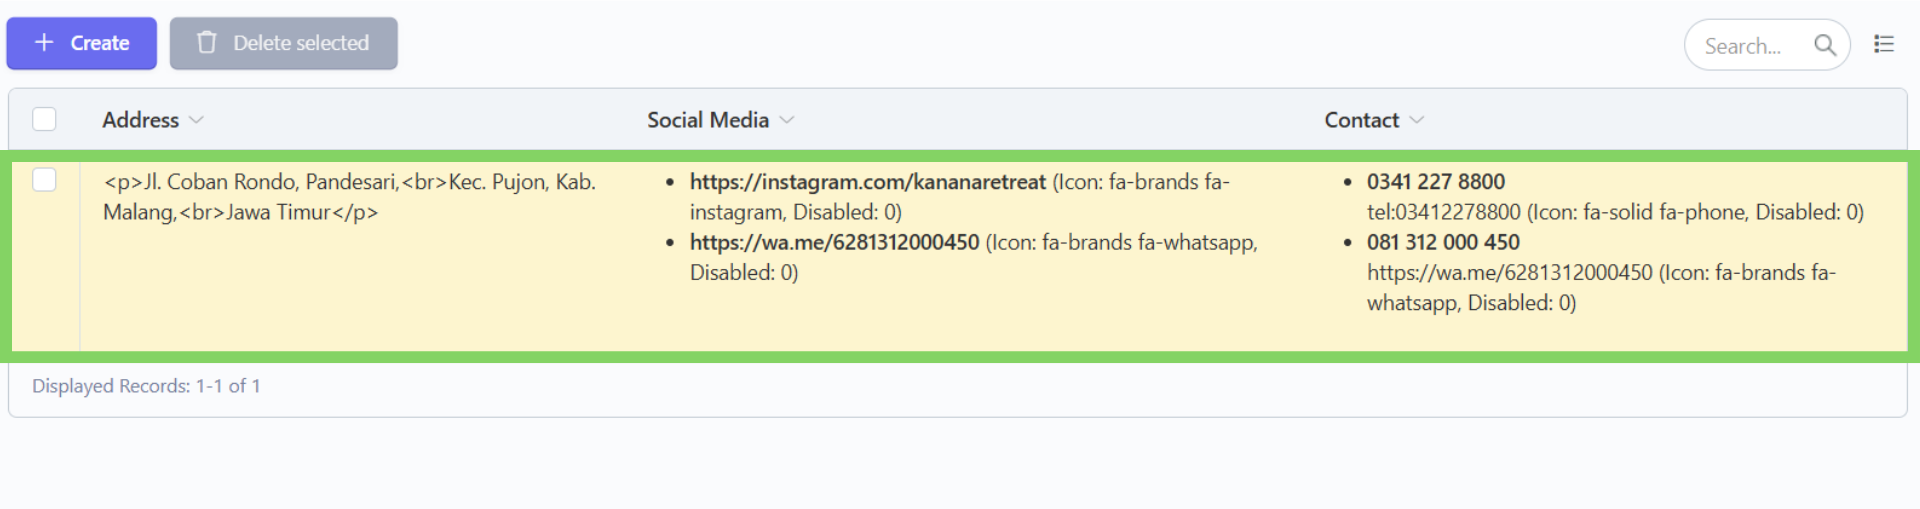 Create
Delete selected
Search...
Address
Social Media
Contact
<p>Jl. Coban Rondo, Pandesari,<br>Kec. Pujon, Kab.
Malang,<br>Jawa Timur</p>
• https://instagram.com/kananaretreat (Icon: fa-brands fa-
instagram, Disabled: 0)
• https://wa.me/6281312000450 (Icon: fa-brands fa-whatsapp,
Disabled: 0)
• 0341 227 8800
tel:03412278800 (Icon: fa-solid fa-phone, Disabled: 0)
• 081 312 000 450
https://wa.me/6281312000450 (Icon: fa-brands fa-
whatsapp, Disabled: 0)
Displayed Records: 1-1 of 1